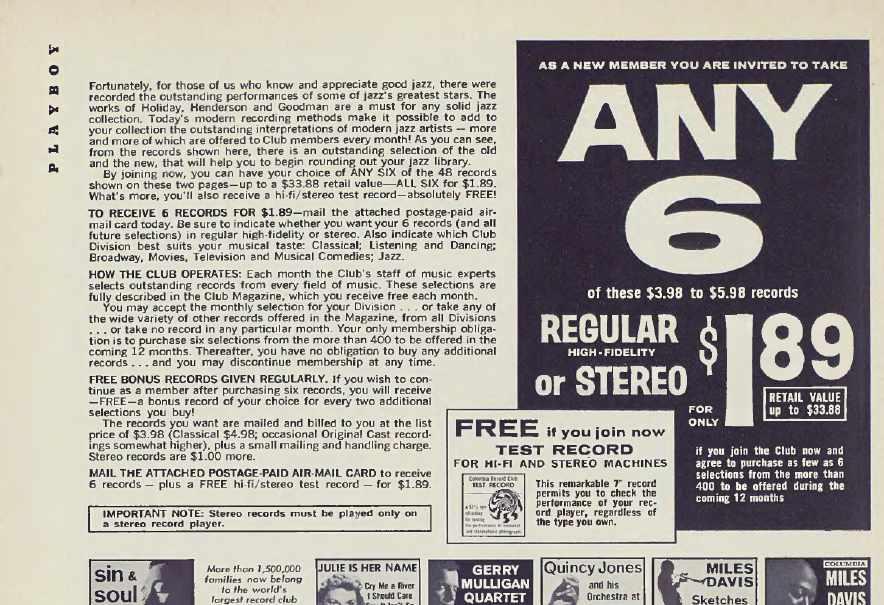 PLAYBOY
Fortunately, for those of us who know and appreciate good jazz, there were
recorded the outstanding performances of some of jazz's greatest stars. The
works of Holiday, Henderson and Goodman are a must for any solid jazz
collection. Today's modern recording methods make it possible to add to
your collection the outstanding interpretations of modern jazz artists — more
and more of which are offered to Club members every month! As you can see,
from the records shown here, there is an outstanding selection of the old
and the new, that will help you to begin rounding out your jazz library.
By joining now, you can have your choice of ANY SIX of the 48 records
shown on these two pages—up to a $33.88 retail value—ALL SIX for $1.89.
What's more, you'll also receive a hi-fi/stereo test record—absolutely FREE!
TO RECEIVE 6 RECORDS FOR $1.89—mail the attached postage-paid air-
mail card today. Be sure to indicate whether you want your 6 records (and all
future selections) in regular high-fidelity or stereo. Also indicate which Club
Division best suits your musical taste: Classical; Listening and Dancing;
Broadway, Movies, Television and Musical Comedies; Jazz.
HOW THE CLUB OPERATES: Each month the Club's staff of music experts
selects outstanding records from every field of music. These selections are
fully described in the Club Magazine, which you receive free each month.
You may accept the monthly selection for your Division . . . or take any of
the wide variety of other records offered in the Magazine, from all Divisions
. . . or take no record in any particular month. Your only membership obliga-
tion is to purchase six selections from the more than 400 to be offered in the
coming 12 months. Thereafter, you have no obligation to buy any additional
records . . . and you may discontinue membership at any time.
FREE BONUS RECORDS GIVEN REGULARLY. If you wish to con-
tinue as a member after purchasing six records, you will receive
—FREE—a bonus record of your choice for every two additional
selections you buy!
The records you want are mailed and billed to you at the list
price of $3.98 (Classical $4.98; occasional Original Cast record-
ings somewhat higher), plus a small mailing and handling charge.
Stereo records are $1.00 more.
MAIL THE ATTACHED POSTAGE-PAID AIR-MAIL CARD to receive
6 records — plus a FREE hi-fi/stereo test record — for $1.89.
IMPORTANT NOTE: Stereo records must be played only on
a stereo record player.
AS A NEW MEMBER YOU ARE INVITED TO TAKE
ANY
6
of these $3.98 to $5.98 records
REGULAR
HIGH-FIDELITY
or STEREO
$1.89
FOR
ONLY
RETAIL VALUE
up to $33.88
if you join the Club now and
agree to purchase as few as 6
selections from the more than
400 to be offered during the
coming 12 months
FREE if you join now
TEST RECORD
FOR HI-FI AND STEREO MACHINES
Columbia Record Club
TEST RECORD
This remarkable 7" record
permits you to check the
performance of your rec-
ord player, regardless of
the type you own.
sin &
soul
More than 1,500,000
families now belong
to the world's
largest record club
JULIE IS HER NAME
Cry Me a River
I Should Care
GERRY
MULLIGAN
QUARTET
Quincy Jones
and his
Orchestra at
MILES
DAVIS
Sketches
COLUMBIA
MILES
DAVIS